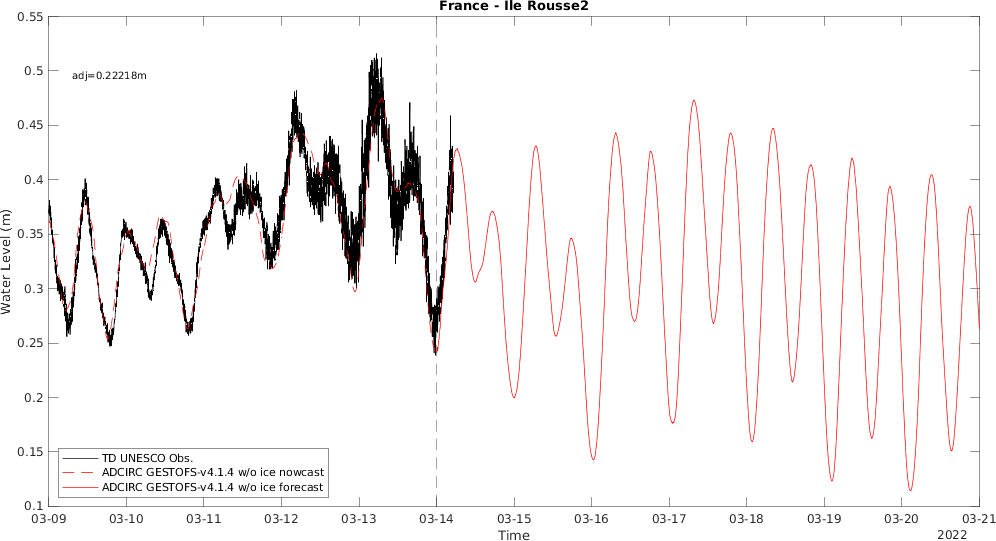 France - Ile Rousse2
adj=0.22218m
0.55
0.5
0.45
0.4
0.35
0.3
0.25
0.2
0.15
0.1
Water Level (m)
TD UNESCO Obs.
ADCIRC GESTOFS-v4.1.4 w/o ice nowcast
ADCIRC GESTOFS-v4.1.4 w/o ice forecast
03-09 03-10 03-11 03-12 03-13 03-14 03-15 03-16 03-17 03-18 03-19 03-20 03-21
Time
2022